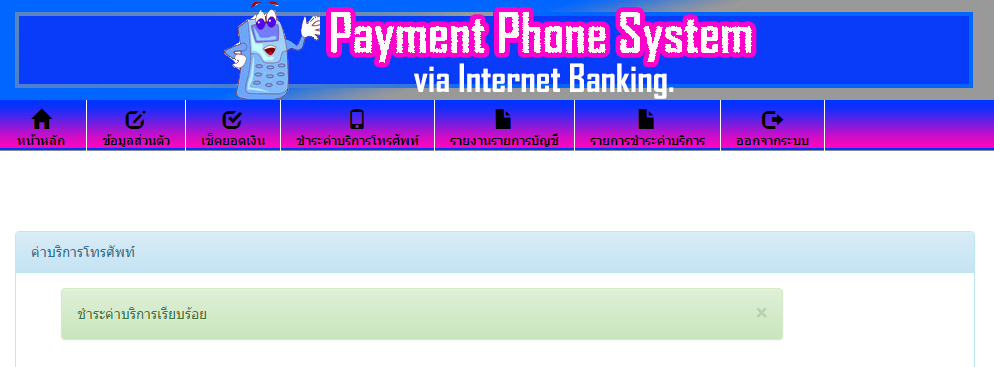 Payment Phone System
via Internet Banking.
หน้าหลัก ข้อมูลส่วนตัว เช็คยอดเงิน ชำระค่าบริการโทรศัพท์ รายงานรายการบัญชี รายการชำระค่าบริการ ออกจากระบบ
ค่าบริการโทรศัพท์
ชำระค่าบริการเรียบร้อย ×